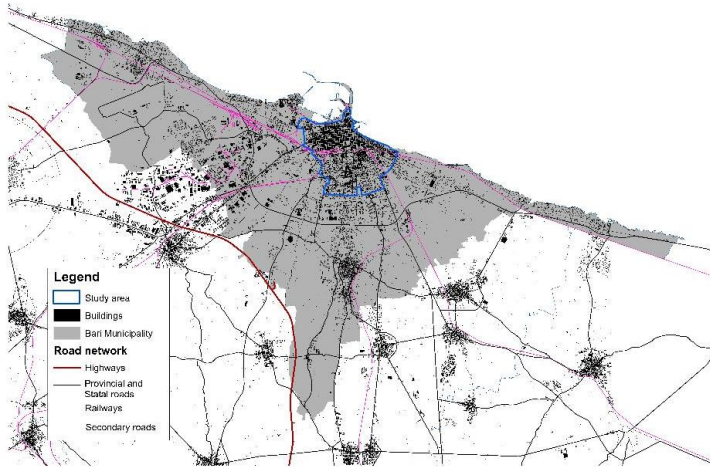 Legend
Study area
Buildings
Bari Municipality
Road network
Highways
Provincial and
Statal roads
Railways
Secondary roads